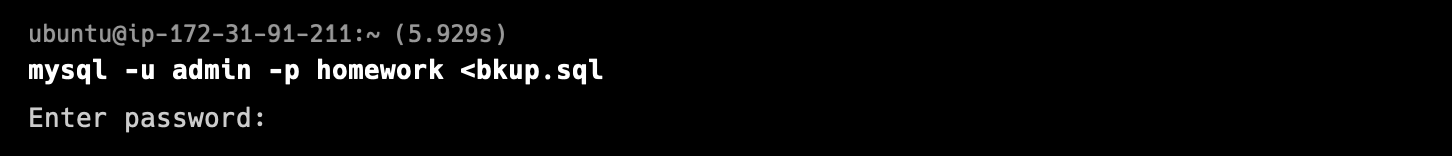 ubuntu@ip-172-31-91-211:~ (5.929s)
mysql -u admin -p homework <bkup.sql
Enter password: